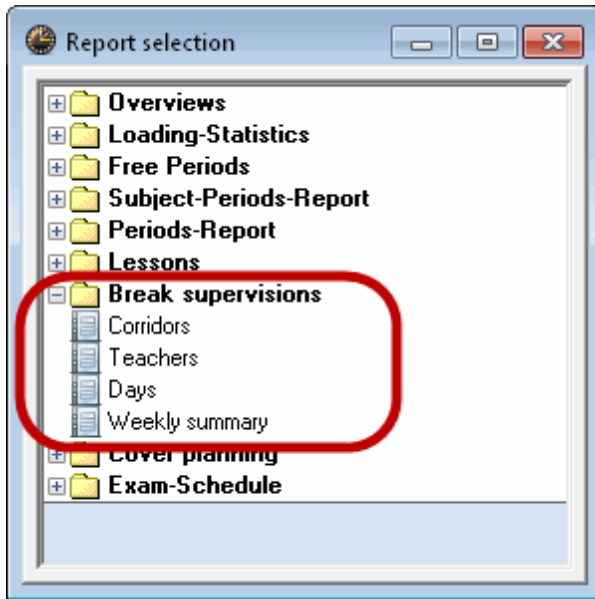 Report selection
Overviews
Loading-Statistics
Free Periods
Subject-Periods-Report
Periods-Report
Lessons
Break supervisions
Corridors
Teachers
Days
Weekly summary
Cover planning
Exam-Schedule